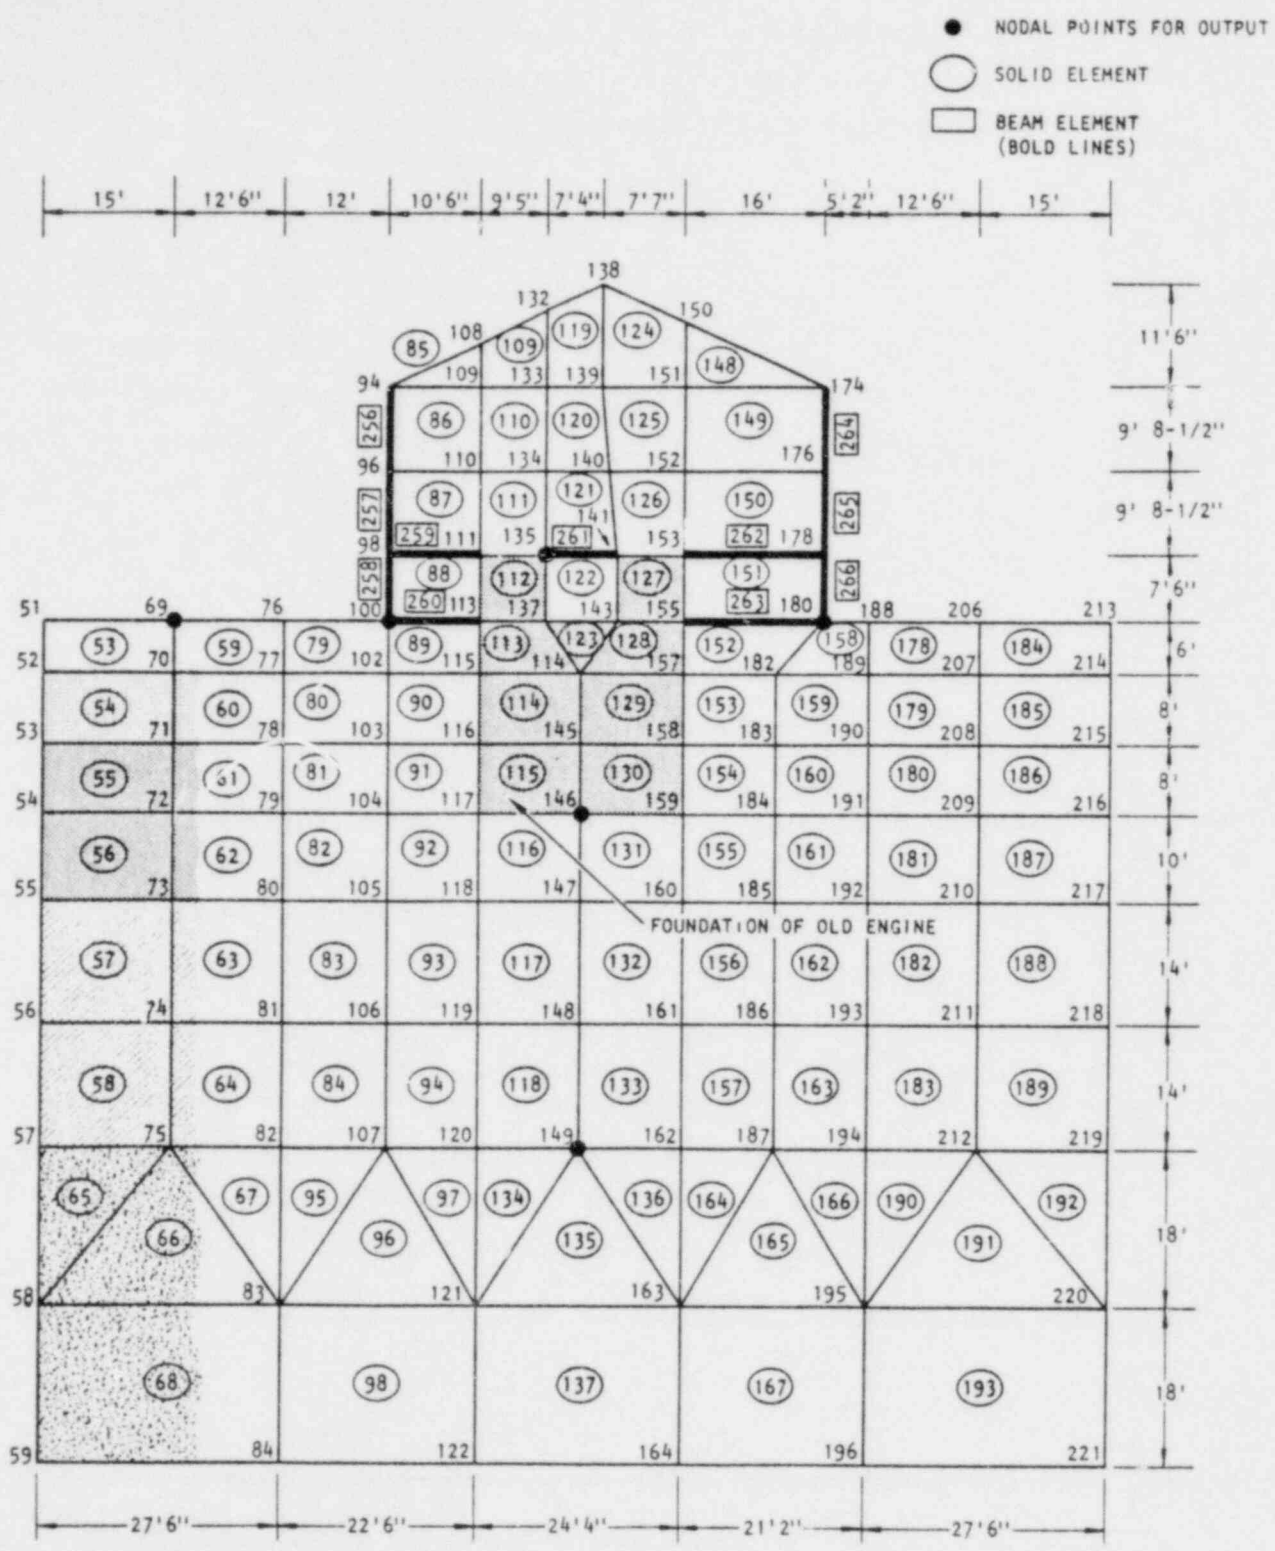 NODAL POINTS FOR OUTPUT
SOLID ELEMENT
BEAM ELEMENT
(BOLD LINES)
15' 12'6" 12' 10'6" 9'5" 7'4" 7'7" 16' 5'2" 12'6" 15'
138
132 150
108 119 124 11'6"
85 109 148
94 109 133 139 151 174
256 86 110 120 125 149 264 9' 8-1/2"
96 110 134 140 152 176
257 87 111 121 126 150 265 9' 8-1/2"
141
98 259 111 135 261 153 262 178
258 88 112 122 127 151 266 7'6"
260 263
51 69 76 100 113 137 143 155 180 188 206 213
53 59 79 89 113 123 128 152 158 178 184 6'
52 70 77 102 115 114 157 182 189 207 214
54 60 80 90 114 129 153 159 179 185 8'
53 71 78 103 116 145 158 183 190 208 215
55 61 81 91 115 130 154 160 180 186 8'
54 72 79 104 117 146 159 184 191 209 216
56 62 82 92 116 131 155 161 181 187 10'
55 73 80 105 118 147 160 185 192 210 217
FOUNDATION OF OLD ENGINE
57 63 83 93 117 132 156 162 182 188 14'
56 74 81 106 119 148 161 186 193 211 218
58 64 84 94 118 133 157 163 183 189 14'
57 75 82 107 120 149 162 187 194 212 219
65 67 95 97 134 136 164 166 190 192
66 96 135 165 191 18'
58 83 121 163 195 220
68 98 137 167 193 18'
59 84 122 164 196 221
27'6" 22'6" 24'4" 21'2" 27'6"